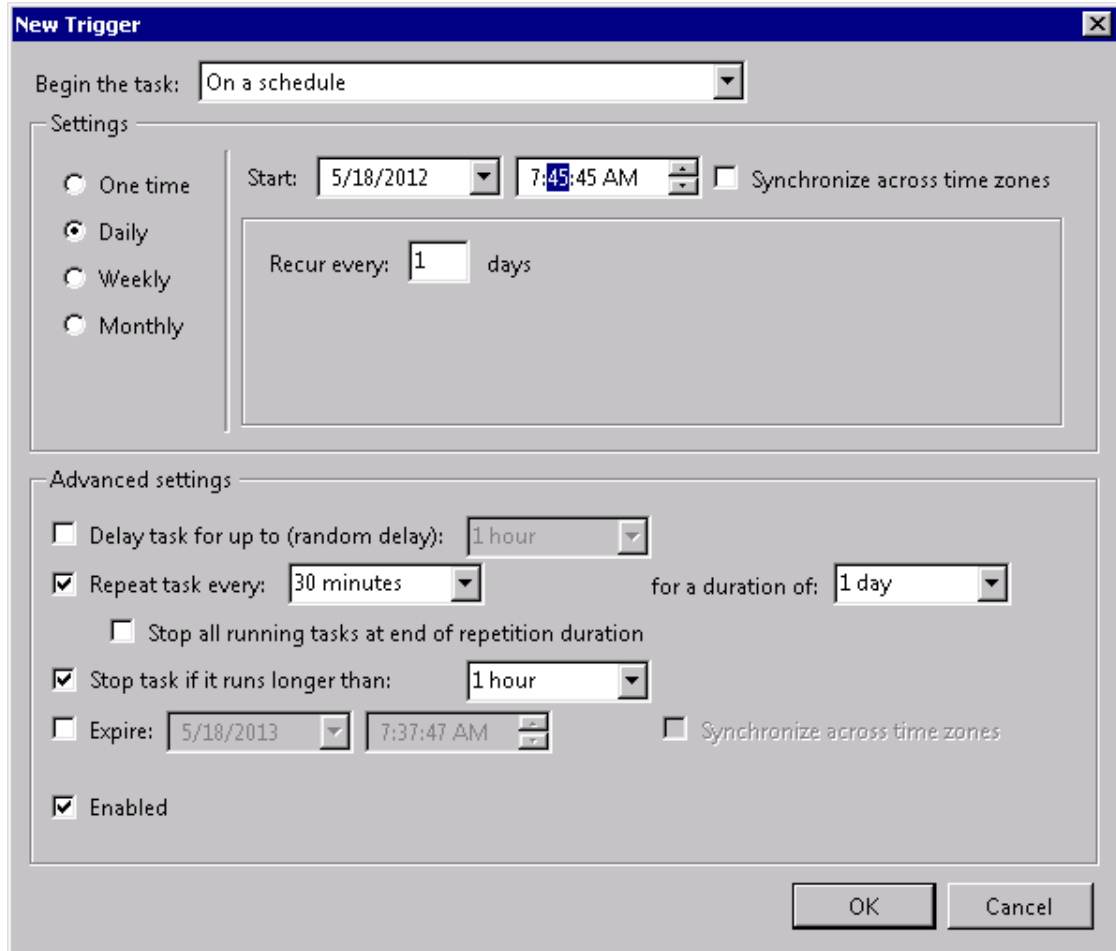 New Trigger
Begin the task: On a schedule
Settings
One time
Daily
Weekly
Monthly
Start: 5/18/2012 7:45:45 AM Synchronize across time zones
Recur every: 1 days
Advanced settings
Delay task for up to (random delay): 1 hour
Repeat task every: 30 minutes for a duration of: 1 day
Stop all running tasks at end of repetition duration
Stop task if it runs longer than: 1 hour
Expire: 5/18/2013 7:37:47 AM Synchronize across time zones
Enabled
OK Cancel